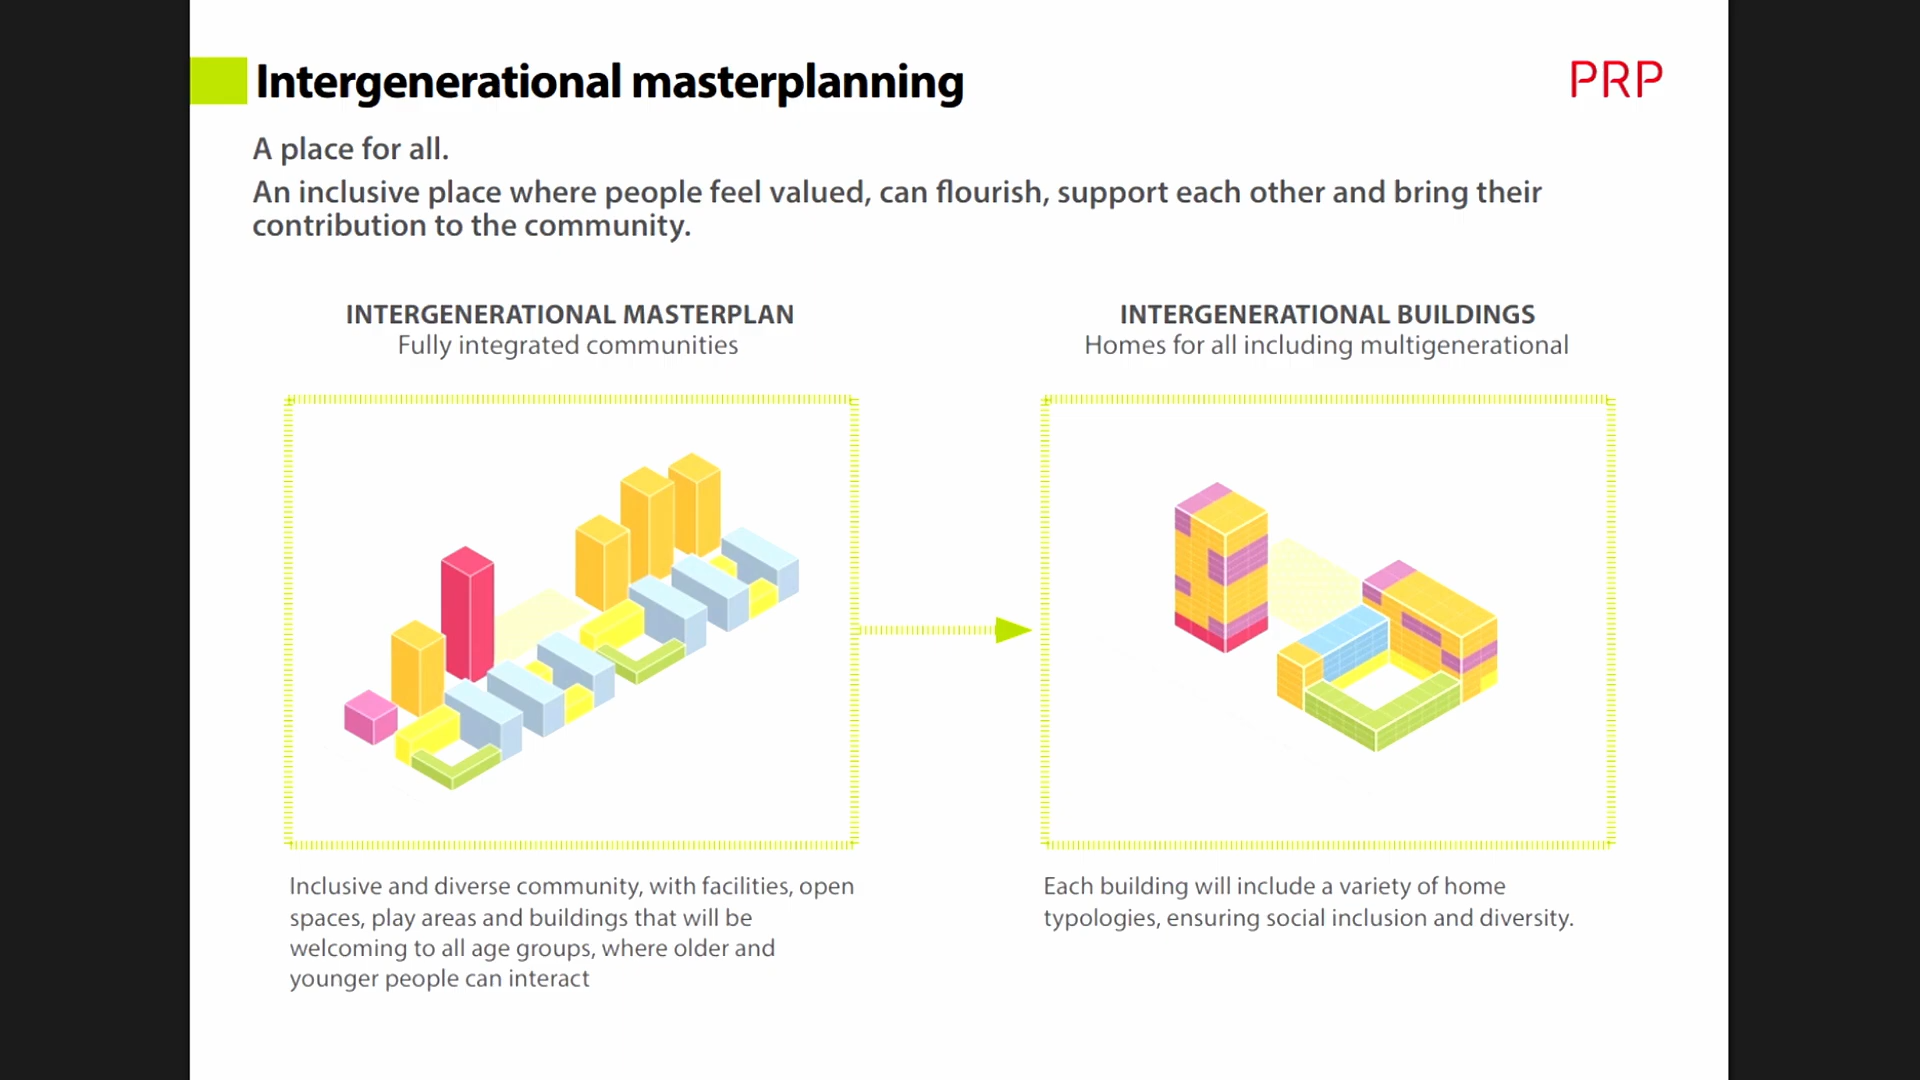 Intergenerational masterplanning
PRP
A place for all.
An inclusive place where people feel valued, can flourish, support each other and bring their
contribution to the community.
INTERGENERATIONAL MASTERPLAN
Fully integrated communities
Inclusive and diverse community, with facilities, open
spaces, play areas and buildings that will be
welcoming to all age groups, where older and
younger people can interact
INTERGENERATIONAL BUILDINGS
Homes for all including multigenerational
Each building will include a variety of home
typologies, ensuring social inclusion and diversity.